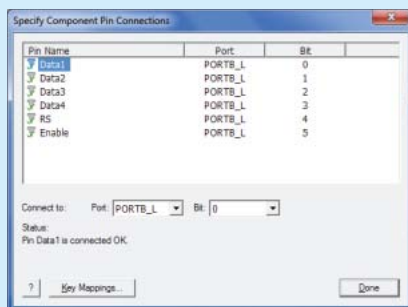 Specify Component Pin Connections
Pin Name Port Bit
Data1 PORTB_L 0
Data2 PORTB_L 1
Data3 PORTB_L 2
Data4 PORTB_L 3
RS PORTB_L 4
Enable PORTB_L 5
Connect to: Port: PORTB_L Bit: 0
Status:
Pin Data1 is connected OK.
? Key Mappings... Done